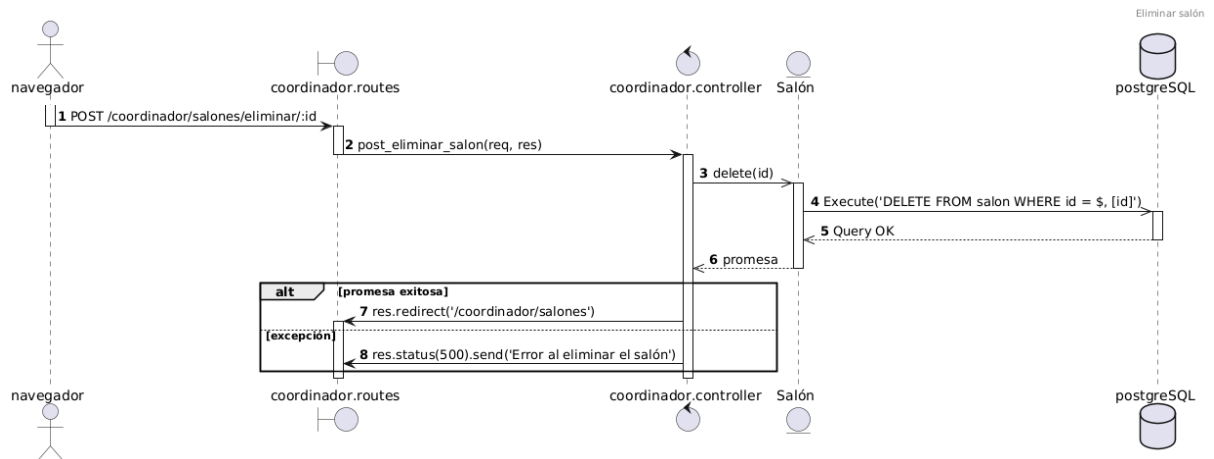 Eliminar salón
navegador
coordinador.routes
coordinador.controller
Salón
postgreSQL
1 POST /coordinador/salones/eliminar/:id
2 post_eliminar_salon(req, res)
3 delete(id)
4 Execute('DELETE FROM salon WHERE id = $, [id]')
5 Query OK
6 promesa
alt [promesa exitosa]
7 res.redirect('/coordinador/salones')
[excepción]
8 res.status(500).send('Error al eliminar el salón')
navegador
coordinador.routes
coordinador.controller
Salón
postgreSQL